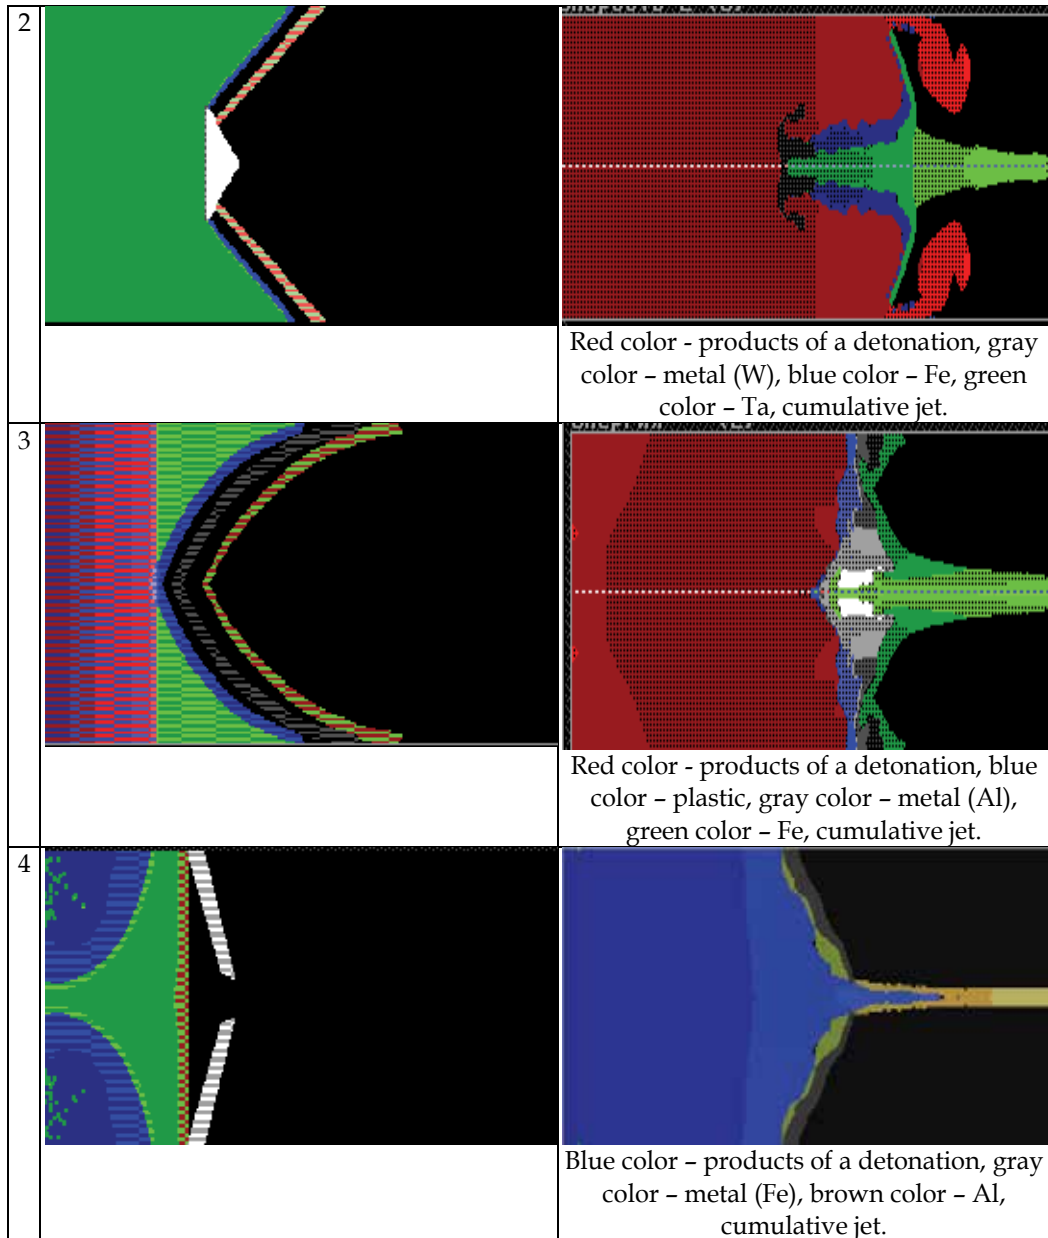 2
Red color - products of a detonation, gray
color – metal (W), blue color – Fe, green
color – Ta, cumulative jet.
3
Red color - products of a detonation, blue
color – plastic, gray color – metal (Al),
green color – Fe, cumulative jet.
4
Blue color – products of a detonation, gray
color – metal (Fe), brown color – Al,
cumulative jet.